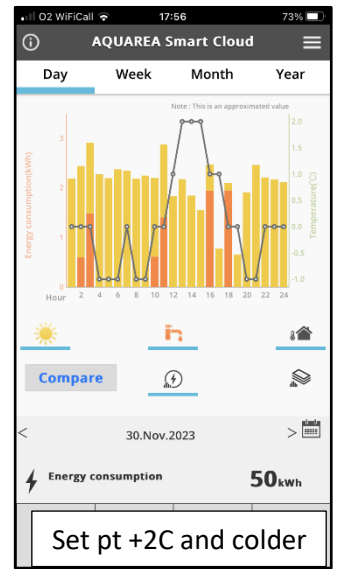 O2 WiFiCall 17:56 73%
AQUAREA Smart Cloud
Day Week Month Year
Note : This is an approximated value
Energy consumption(kWh)
3
2
1
0
2.0
1.5
1.0
0.5
0.0
-0.5
-1.0
Temperature(°C)
Hour 2 4 6 8 10 12 14 16 18 20 22 24
Compare
< 30.Nov.2023 >
Energy consumption 50kWh
Set pt +2C and colder